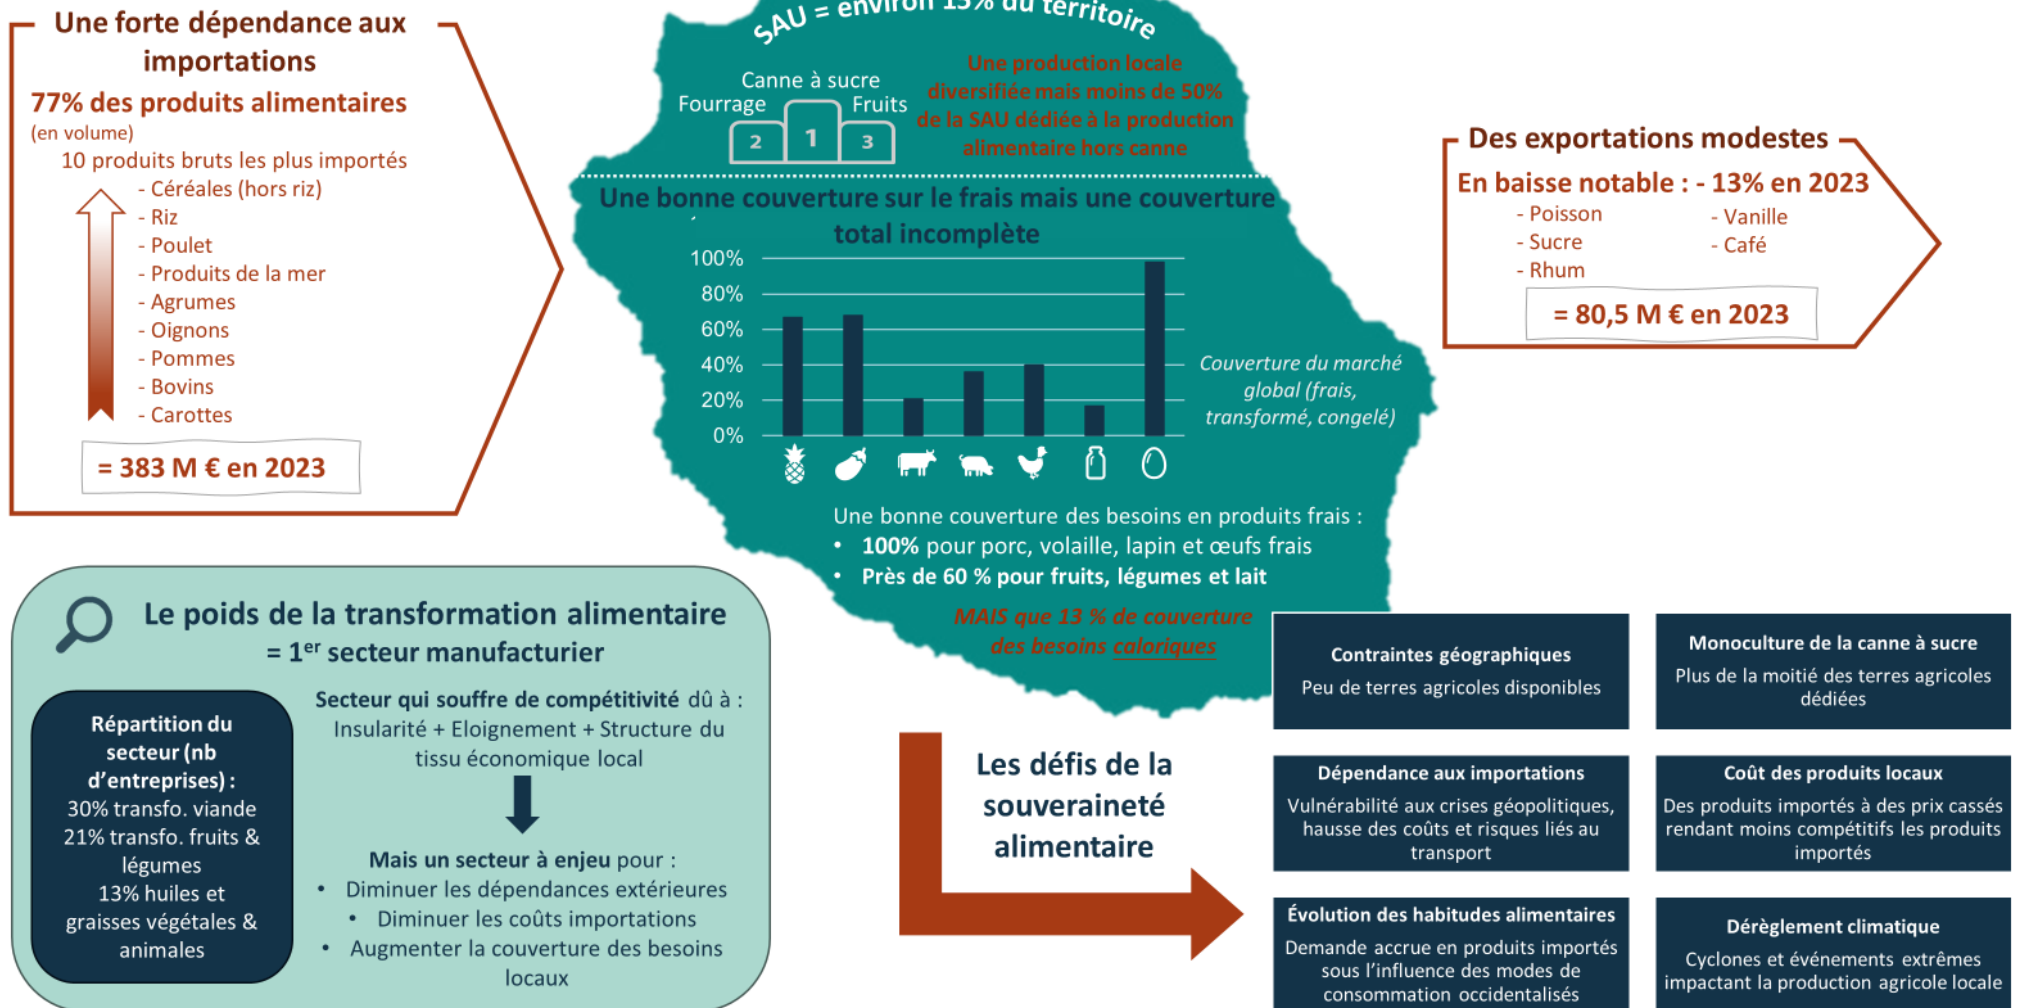 Une forte dépendance aux
importations
77% des produits alimentaires
(en volume)
10 produits bruts les plus importés
- Céréales (hors riz)
- Riz
- Poulet
- Produits de la mer
- Agrumes
- Oignons
- Pommes
- Bovins
- Carottes
= 383 M € en 2023
SAU = environ 15% du territoire
Canne à sucre
Fourrage
Fruits
2
1
3
Une production locale
diversifiée mais moins de 50%
de la SAU dédiée à la production
alimentaire hors canne
Une bonne couverture sur le frais mais une couverture
total incomplète
100%
80%
60%
40%
20%
0%
Couverture du marché
global (frais,
transformé, congelé)
Une bonne couverture des besoins en produits frais :
• 100% pour porc, volaille, lapin et œufs frais
• Près de 60 % pour fruits, légumes et lait
MAIS que 13 % de couverture
des besoins caloriques
Des exportations modestes
En baisse notable : - 13% en 2023
- Poisson
- Sucre
- Rhum
- Vanille
- Café
= 80,5 M € en 2023
Le poids de la transformation alimentaire
= 1er secteur manufacturier
Répartition du
secteur (nb
d'entreprises) :
30% transfo. viande
21% transfo. fruits &
légumes
13% huiles et
graisses végétales &
animales
Secteur qui souffre de compétitivité dû à :
Insularité + Eloignement + Structure du
tissu économique local
Mais un secteur à enjeu pour :
• Diminuer les dépendances extérieures
• Diminuer les coûts importations
• Augmenter la couverture des besoins
locaux
Les défis de la
souveraineté
alimentaire
Contraintes géographiques
Peu de terres agricoles disponibles
Monoculture de la canne à sucre
Plus de la moitié des terres agricoles
dédiées
Dépendance aux importations
Vulnérabilité aux crises géopolitiques,
hausse des coûts et risques liés au
transport
Coût des produits locaux
Des produits importés à des prix cassés
rendant moins compétitifs les produits
importés
Évolution des habitudes alimentaires
Demande accrue en produits importés
sous l'influence des modes de
consommation occidentalisés
Dérèglement climatique
Cyclones et événements extrêmes
impactant la production agricole locale